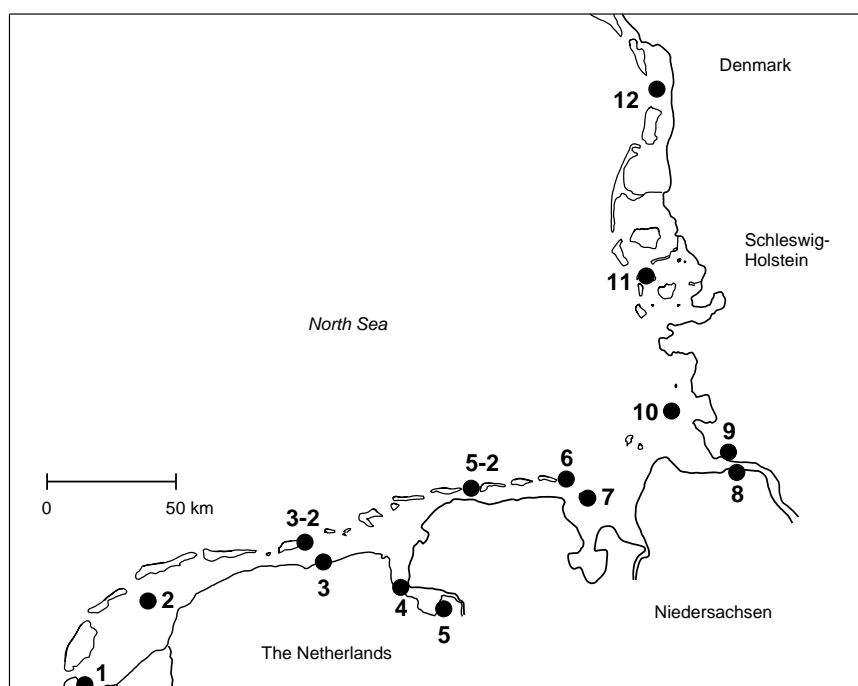 Denmark
12
Schleswig-
Holstein
11
North Sea
10
9
6
5-2
7
8
0
50 km
3-2
3
2
4
5
Niedersachsen
The Netherlands
1